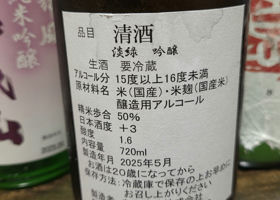 品目 清酒
淡緑 吟醸
生酒 要冷蔵
アルコール分 15度以上16度未満
原材料名 米(国産)・米麹(国産米)
醸造用アルコール
精米歩合 50%
日本酒度 +3
酸度 1.6
内容量 720ml
製造年月 2025年5月
お酒は20歳になってから
保存方法:冷蔵庫で保存の上お早めに
お召し上がりください
米吟醸